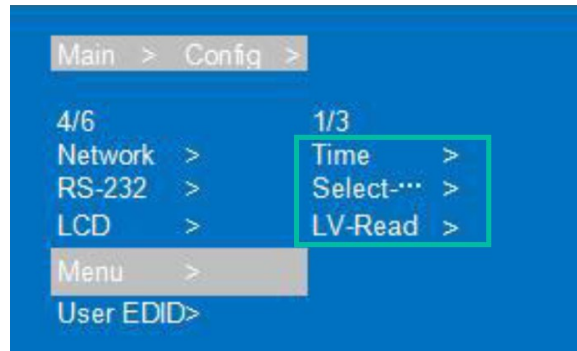 Main > Config >
4/6 1/3
Network > Time >
RS-232 > Select-··· >
LCD > LV-Read >
Menu >
User EDID>